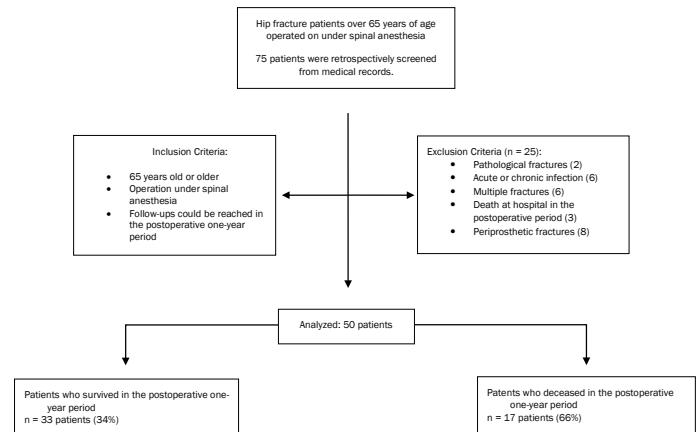 Hip fracture patients over 65 years of age
operated on under spinal anesthesia
75 patients were retrospectively screened
from medical records.
Inclusion Criteria:
• 65 years old or older
• Operation under spinal
anesthesia
• Follow-ups could be reached in
the postoperative one-year
period
Exclusion Criteria (n = 25):
• Pathological fractures (2)
• Acute or chronic infection (6)
• Multiple fractures (6)
• Death at hospital in the
postoperative period (3)
• Periprosthetic fractures (8)
Analyzed: 50 patients
Patients who survived in the postoperative one-
year period
n = 33 patients (34%)
Patents who deceased in the postoperative
one-year period
n = 17 patients (66%)